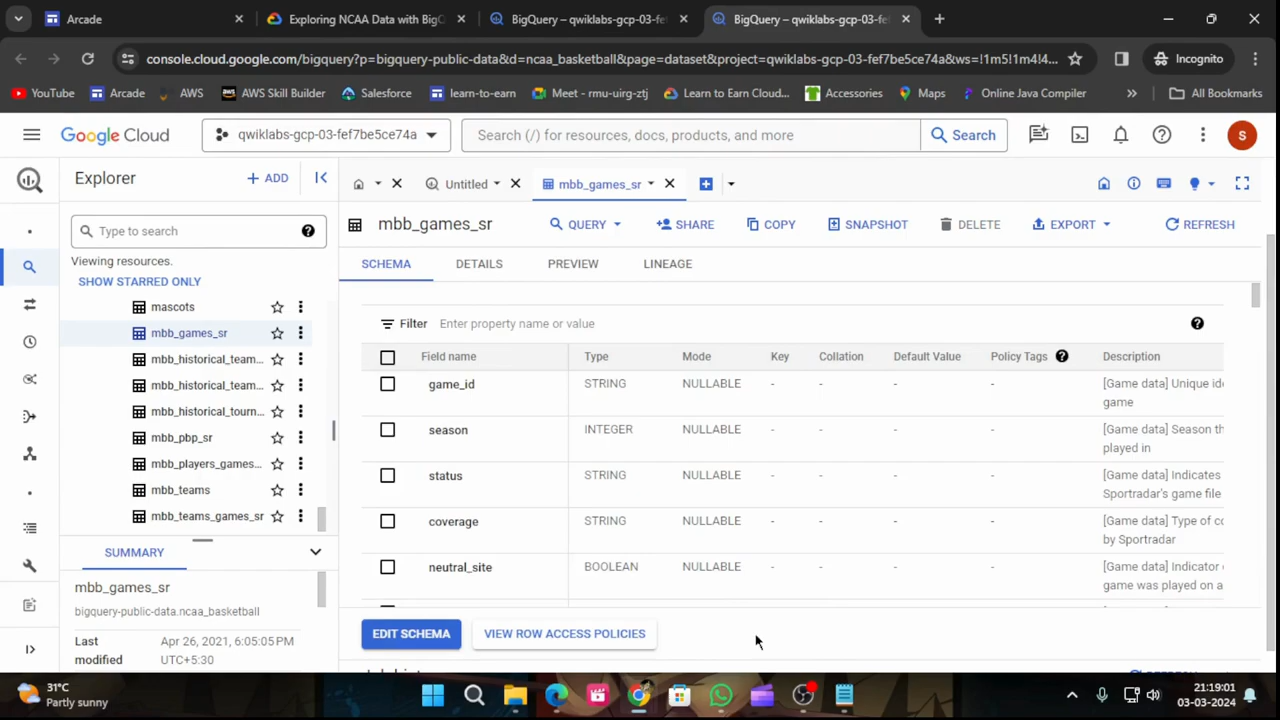 Arcade
Exploring NCAA Data with BigQ
BigQuery – qwiklabs-gcp-03-fef
BigQuery – qwiklabs-gcp-03-fef
console.cloud.google.com/bigquery?p=bigquery-public-data&d=ncaa_basketball&page=dataset&project=qwiklabs-gcp-03-fef7be5ce74a&ws=!1m5!1m4!4...
Incognito
YouTube
Arcade
AWS
AWS Skill Builder
Salesforce
learn-to-earn
Meet - rmu-uirg-ztj
Learn to Earn Cloud...
Accessories
Maps
Online Java Compiler
All Bookmarks
Google Cloud
qwiklabs-gcp-03-fef7be5ce74a
Search (/) for resources, docs, products, and more
Search
S
Explorer
+ ADD
Untitled
mbb_games_sr
mbb_games_sr
QUERY
SHARE
COPY
SNAPSHOT
DELETE
EXPORT
REFRESH
Type to search
Viewing resources.
SHOW STARRED ONLY
mascots
mbb_games_sr
mbb_historical_team...
mbb_historical_team...
mbb_historical_tourn...
mbb_pbp_sr
mbb_players_games...
mbb_teams
mbb_teams_games_sr
SCHEMA
DETAILS
PREVIEW
LINEAGE
Filter Enter property name or value
Field name Type Mode Key Collation Default Value Policy Tags Description
game_id STRING NULLABLE - - - - [Game data] Unique ide
game
season INTEGER NULLABLE - - - - [Game data] Season th
played in
status STRING NULLABLE - - - - [Game data] Indicates
Sportradar's game file
coverage STRING NULLABLE - - - - [Game data] Type of co
by Sportradar
neutral_site BOOLEAN NULLABLE - - - - [Game data] Indicator
game was played on a
SUMMARY
mbb_games_sr
bigquery-public-data.ncaa_basketball
Last Apr 26, 2021, 6:05:05 PM
modified UTC+5:30
EDIT SCHEMA
VIEW ROW ACCESS POLICIES
31°C
Partly sunny
21:19:01
03-03-2024